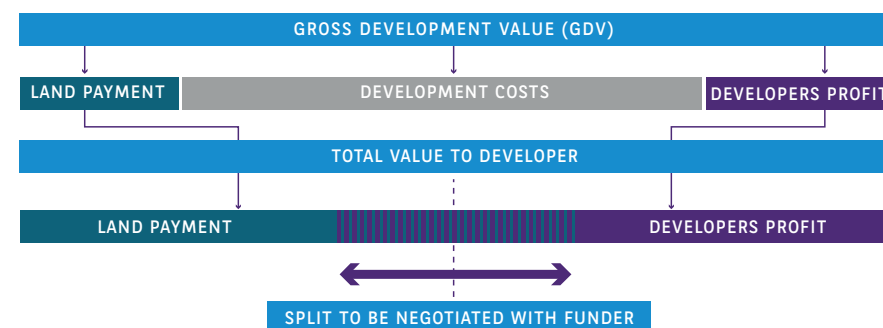 GROSS DEVELOPMENT VALUE (GDV)
LAND PAYMENT
DEVELOPMENT COSTS
DEVELOPERS PROFIT
TOTAL VALUE TO DEVELOPER
LAND PAYMENT
DEVELOPERS PROFIT
SPLIT TO BE NEGOTIATED WITH FUNDER